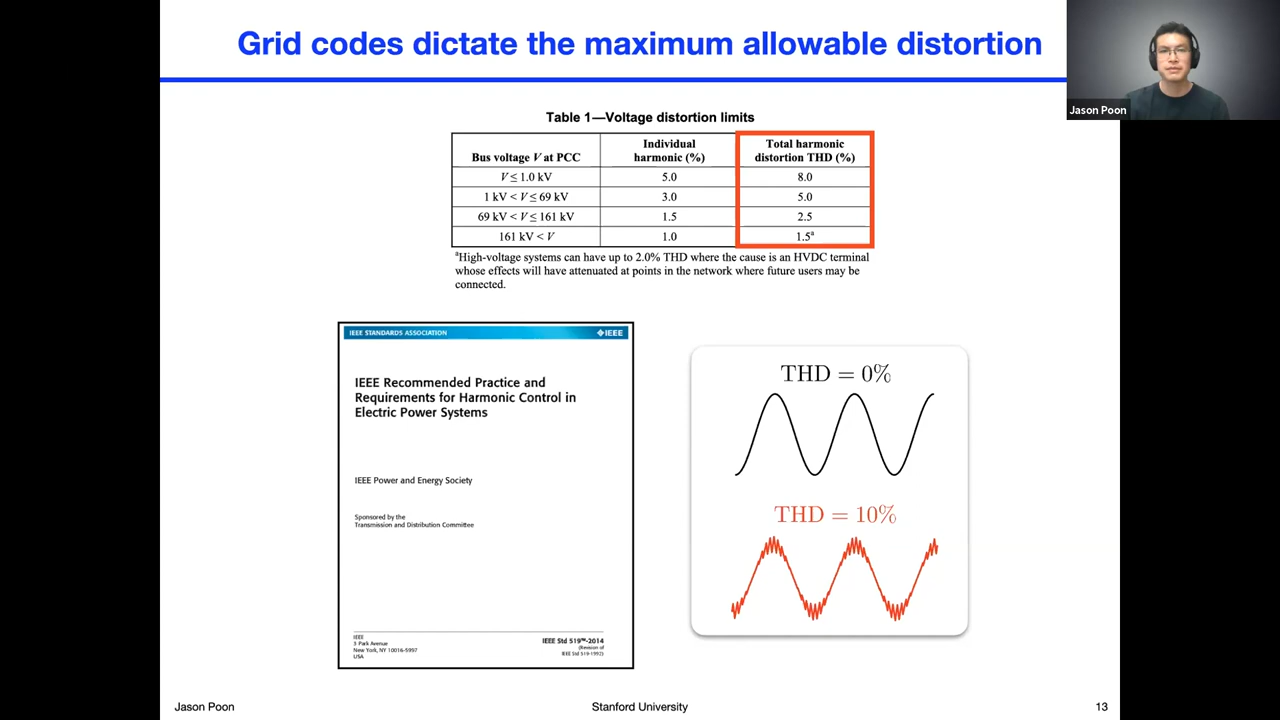 Grid codes dictate the maximum allowable distortion
Jason Poon
Table 1—Voltage distortion limits
Bus voltage V at PCC
Individual
harmonic (%)
Total harmonic
distortion THD (%)
V ≤ 1.0 kV
5.0
8.0
1 kV < V ≤ 69 kV
3.0
5.0
69 kV < V ≤ 161 kV
1.5
2.5
161 kV < V
1.0
1.5ᵃ
ᵃHigh-voltage systems can have up to 2.0% THD where the cause is an HVDC terminal
whose effects will have attenuated at points in the network where future users may be
connected.
IEEE STANDARDS ASSOCIATION
IEEE
IEEE Recommended Practice and
Requirements for Harmonic Control in
Electric Power Systems
IEEE Power and Energy Society
Sponsored by the
Transmission and Distribution Committee
IEEE
3 Park Avenue
New York, NY 10016-5997
USA
IEEE Std 519™-2014
(Revision of
IEEE Std 519-1992)
THD = 0%
THD = 10%
Jason Poon
Stanford University
13